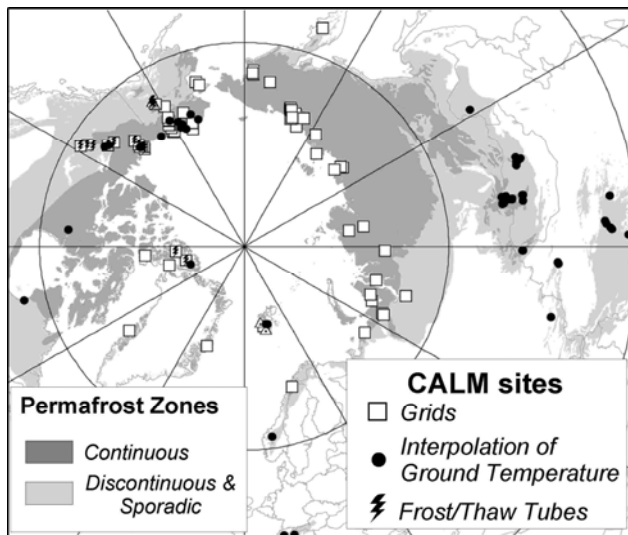 Permafrost Zones
Continuous
Discontinuous &
Sporadic
CALM sites
Grids
Interpolation of
Ground Temperature
Frost/Thaw Tubes